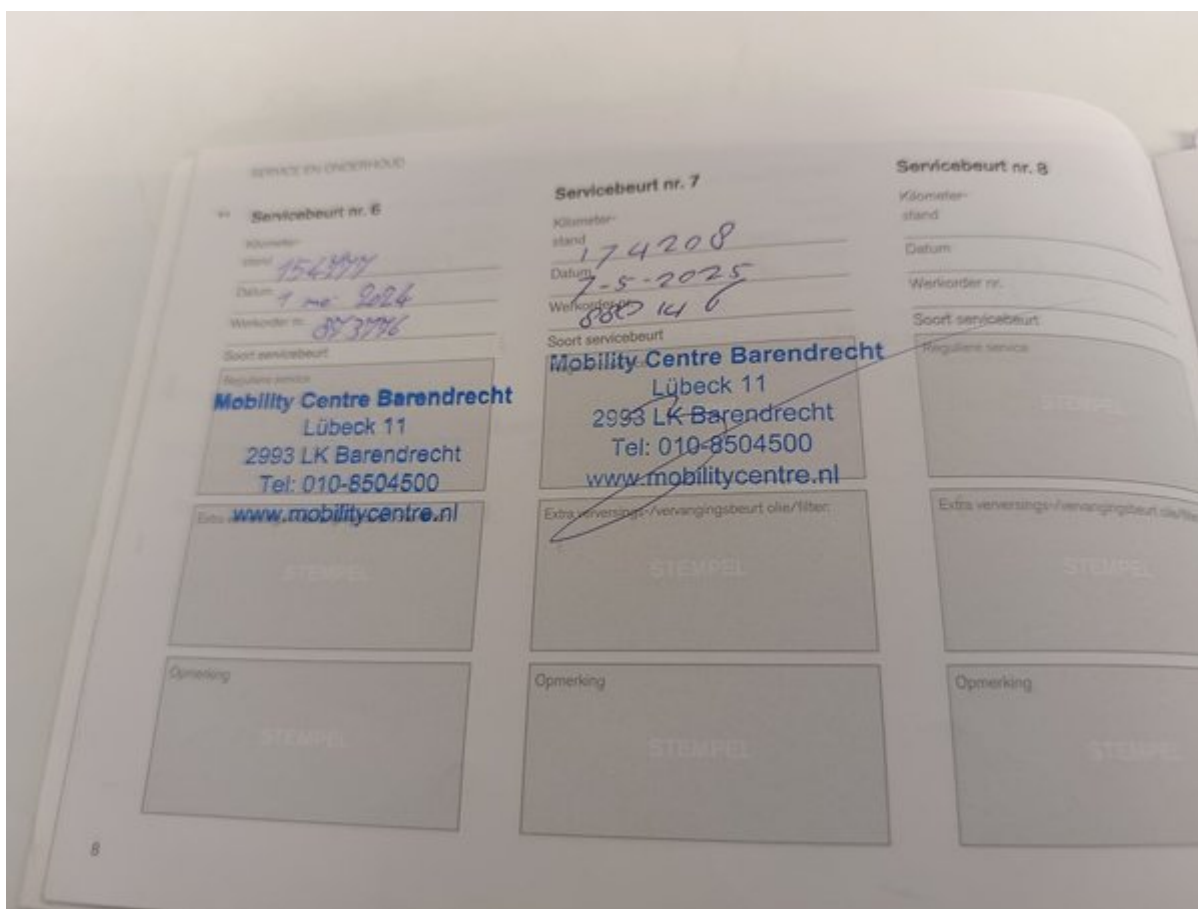 SERVICE EN ONDERHOUD
Servicebeurt nr. 6
Kilometer-
stand
154777
Datum
1 mei 2024
Werkorder nr.
873776
Soort servicebeurt
Reguliere service
Mobility Centre Barendrecht
Lübeck 11
2993 LK Barendrecht
Tel: 010-8504500
www.mobilitycentre.nl
Extra
STEMPEL
Opmerking
STEMPEL
8
Servicebeurt nr. 7
Kilometer-
stand
174208
Datum
7-5-2025
Werkorder nr.
880146
Soort servicebeurt
Mobility Centre Barendrecht
Lübeck 11
2993 LK Barendrecht
Tel: 010-8504500
www.mobilitycentre.nl
Extra verversings-/vervangingsbeurt olie/filter:
STEMPEL
Opmerking
STEMPEL
Servicebeurt nr. 8
Kilometer-
stand
Datum
Werkorder nr.
Soort servicebeurt
Reguliere service
STEMPEL
Extra verversings-/vervangingsbeurt olie/
STEMPEL
Opmerking
STEMPEL